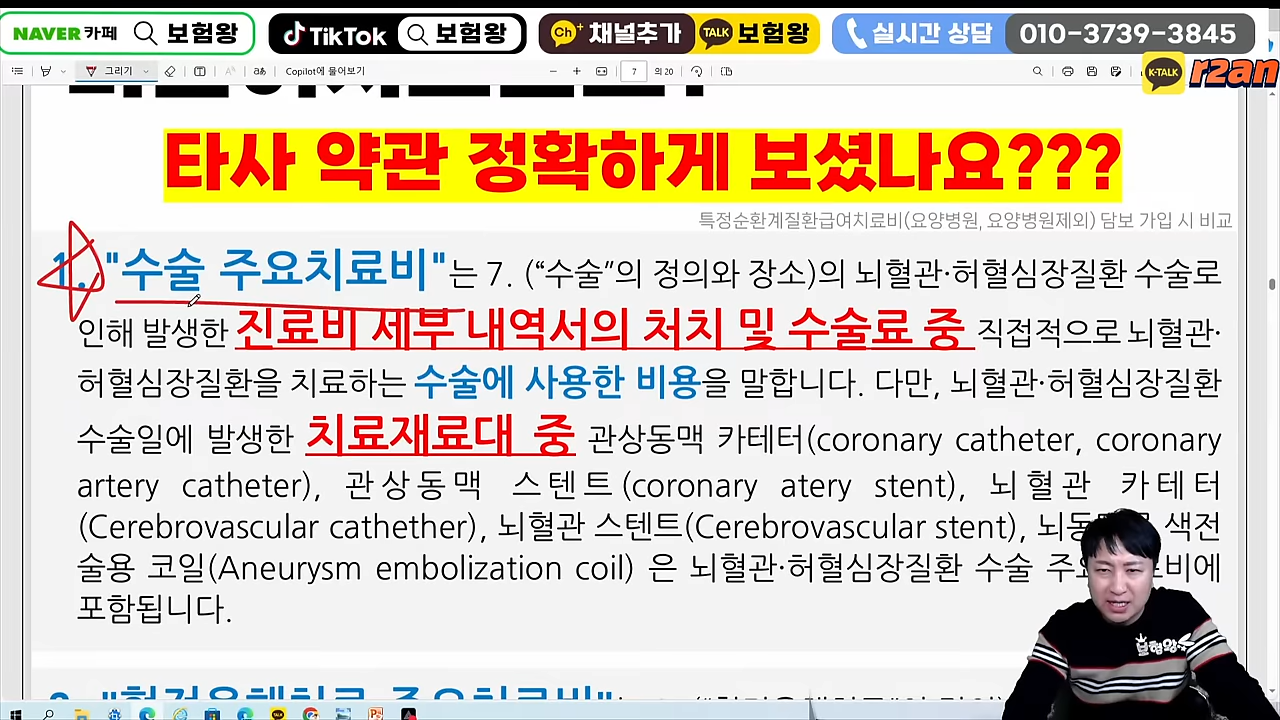 NAVER 카페 보험왕 TikTok 보험왕 Ch+ 채널추가 TALK 보험왕 실시간 상담 010-3739-3845
그리기 가あ Copilot에 물어보기 7 의 20
K-TALK r2an
타사 약관 정확하게 보셨나요???
특정순환계질환급여치료비(요양병원, 요양병원제외) 담보 가입 시 비교
1. "수술 주요치료비"는 7. (“수술”의 정의와 장소)의 뇌혈관·허혈심장질환 수술로
인해 발생한 진료비 세부 내역서의 처치 및 수술료 중 직접적으로 뇌혈관·
허혈심장질환을 치료하는 수술에 사용한 비용을 말합니다. 다만, 뇌혈관·허혈심장질환
수술일에 발생한 치료재료대 중 관상동맥 카테터(coronary catheter, coronary
artery catheter), 관상동맥 스텐트(coronary atery stent), 뇌혈관 카테터
(Cerebrovascular cathether), 뇌혈관 스텐트(Cerebrovascular stent), 색전
술용 코일(Aneurysm embolization coil) 은 뇌혈관·허혈심장질환 수술
포함됩니다.
보험왕